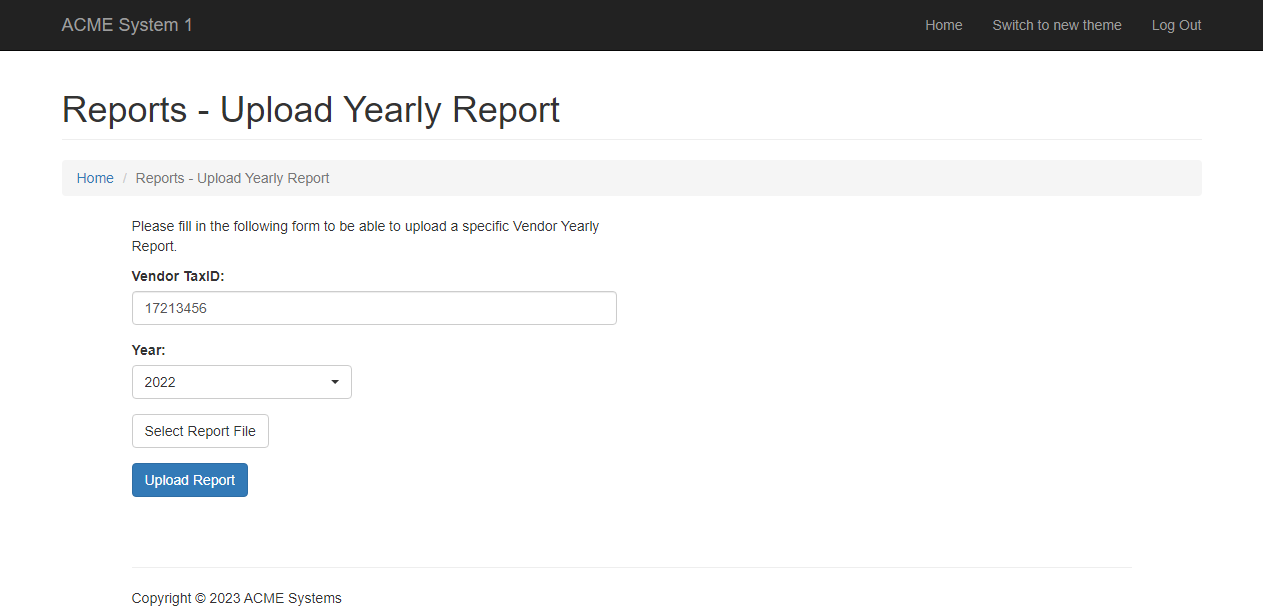 ACME System 1
Home
Switch to new theme
Log Out
Reports - Upload Yearly Report
Home / Reports - Upload Yearly Report
Please fill in the following form to be able to upload a specific Vendor Yearly
Report.
Vendor TaxID:
17213456
Year:
2022
Select Report File
Upload Report
Copyright © 2023 ACME Systems